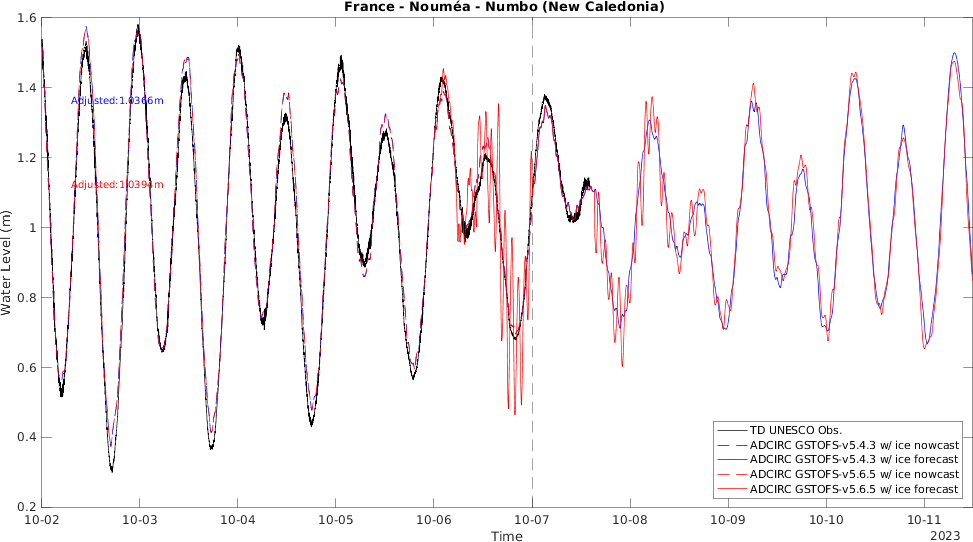 France - Nouméa - Numbo (New Caledonia)
1.6
1.4
1.2
1
0.8
0.6
0.4
0.2
Water Level (m)
Adjusted:1.0366m
Adjusted:1.0394m
TD UNESCO Obs.
ADCIRC GSTOFS-v5.4.3 w/ ice nowcast
ADCIRC GSTOFS-v5.4.3 w/ ice forecast
ADCIRC GSTOFS-v5.6.5 w/ ice nowcast
ADCIRC GSTOFS-v5.6.5 w/ ice forecast
10-02 10-03 10-04 10-05 10-06 10-07 10-08 10-09 10-10 10-11
Time
2023